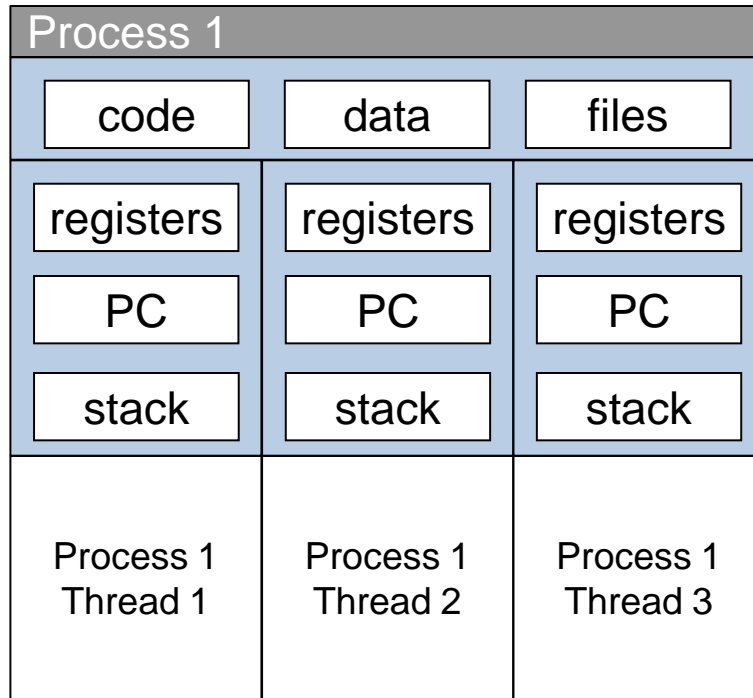 Process 1
code data files
registers registers registers
PC PC PC
stack stack stack
Process 1 Process 1 Process 1
Thread 1 Thread 2 Thread 3